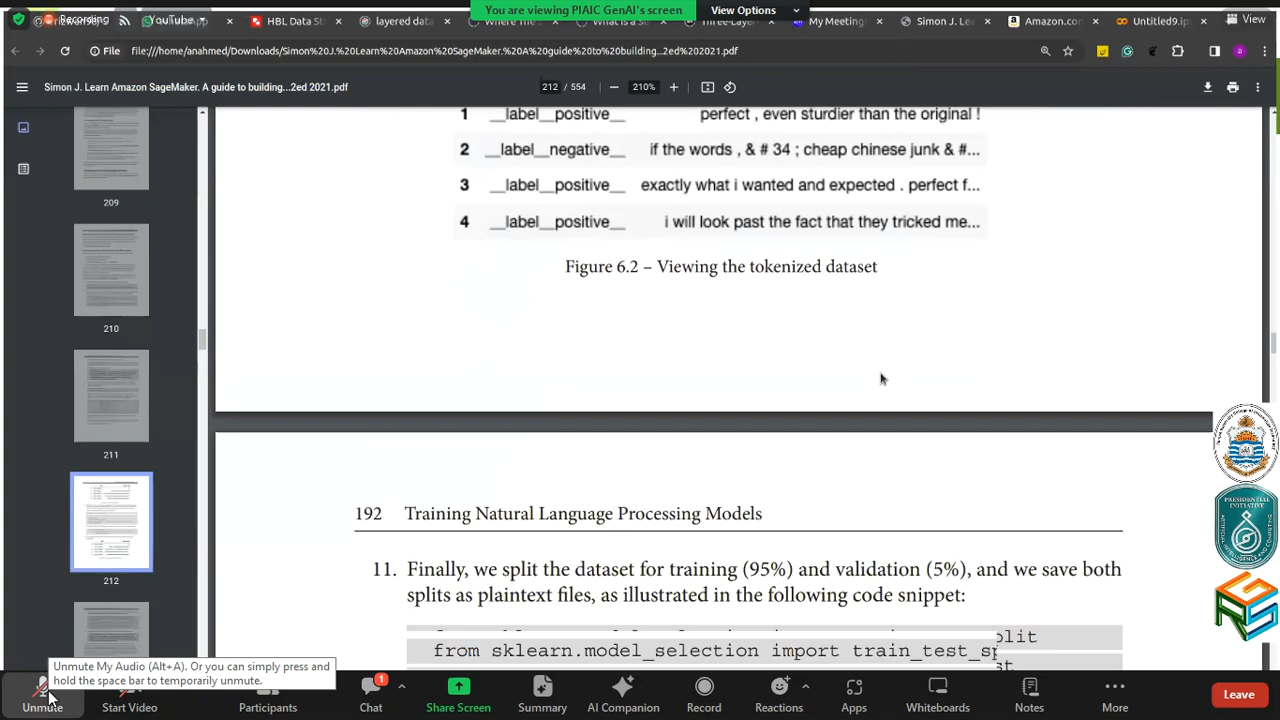 You are viewing PIAIC GenAI's screen
View Options
View
Recording
YouTube
HBL Data St
layered data
Where me
What is a Se
Three-Layer
My Meeting
Simon J. Lea
Amazon.com
Untitled9.ip
File
file:///home/anahmed/Downloads/Simon%20J.%20Learn%20Amazon%20SageMaker.%20A%20guide%20to%20building...2ed%202021.pdf
Simon J. Learn Amazon SageMaker. A guide to building...2ed 2021.pdf
212 / 554
210%
1 __label__positive__ perfect , even sturdier than the original !
2 __label__negative__ if the words , & # 34 ; cheap chinese junk & #...
3 __label__positive__ exactly what i wanted and expected . perfect f...
4 __label__positive__ i will look past the fact that they tricked me...
Figure 6.2 – Viewing the tokenized dataset
209
210
211
212
192 Training Natural Language Processing Models
11. Finally, we split the dataset for training (95%) and validation (5%), and we save both
splits as plaintext files, as illustrated in the following code snippet:
from sklearn.model_selection import train_test_sp
Unmute My Audio (Alt+A). Or you can simply press and
hold the space bar to temporarily unmute.
Unmute
Start Video
Participants
1
Chat
Share Screen
Summary
AI Companion
Record
Reactions
Apps
Whiteboards
Notes
More
Leave